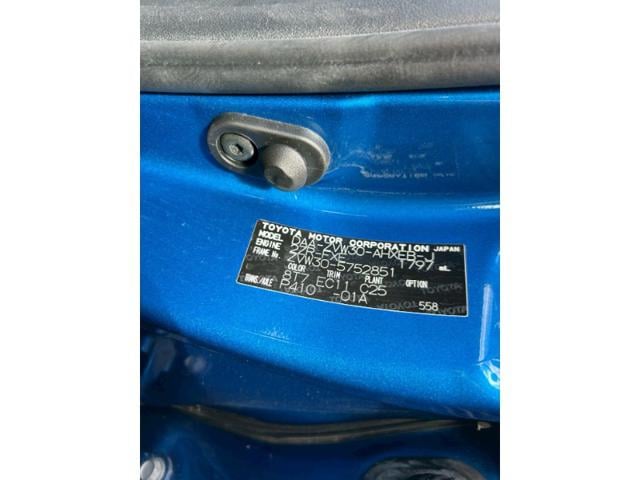 TOYOTA MOTOR CORPORATION JAPAN
MODEL DAA-ZVW30-AHXEB-J
ENGINE 2ZR-FXE 1797 mL
FRAME No. ZVW30-5752851
COLOR TRIM PLANT OPTION
8T7 EC11 C25
TRANS./AXLE P410 -01A
558